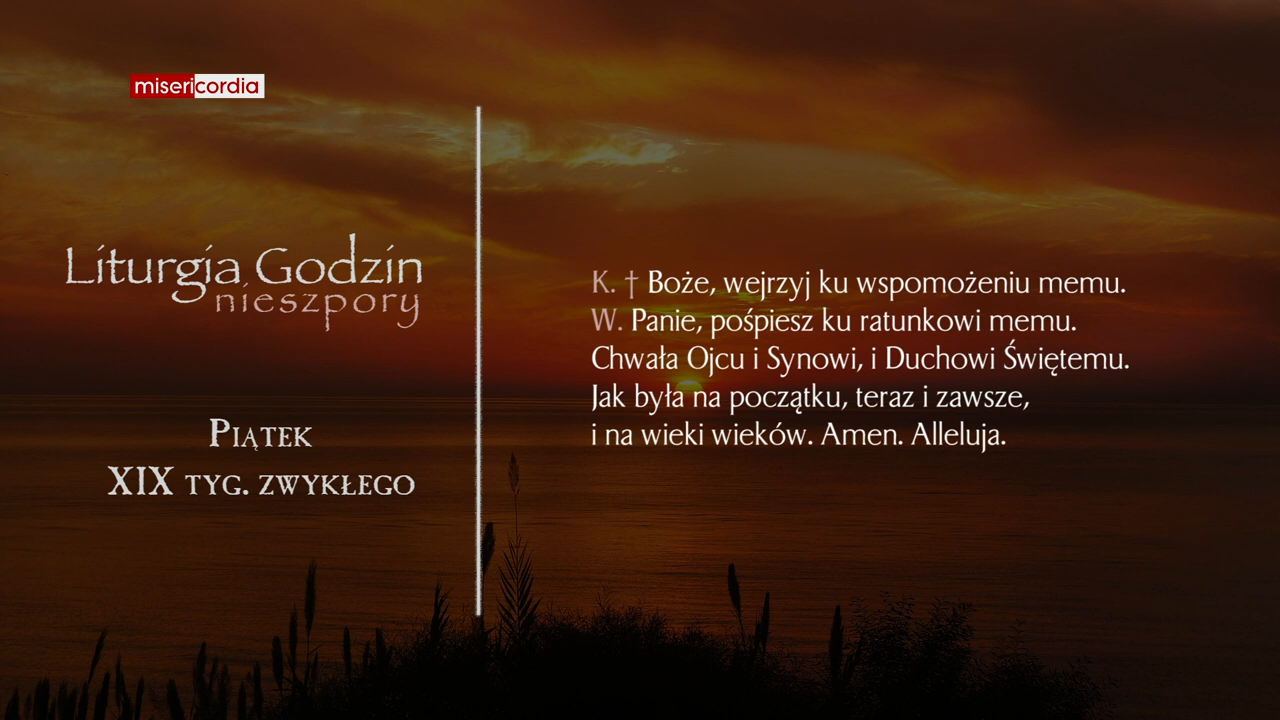 misericordia
Liturgia Godzin
nieszpory
Piątek
XIX tyg. zwykłego
K. † Boże, wejrzyj ku wspomożeniu memu.
W. Panie, pośpiesz ku ratunkowi memu.
Chwała Ojcu i Synowi, i Duchowi Świętemu.
Jak była na początku, teraz i zawsze,
i na wieki wieków. Amen. Alleluja.